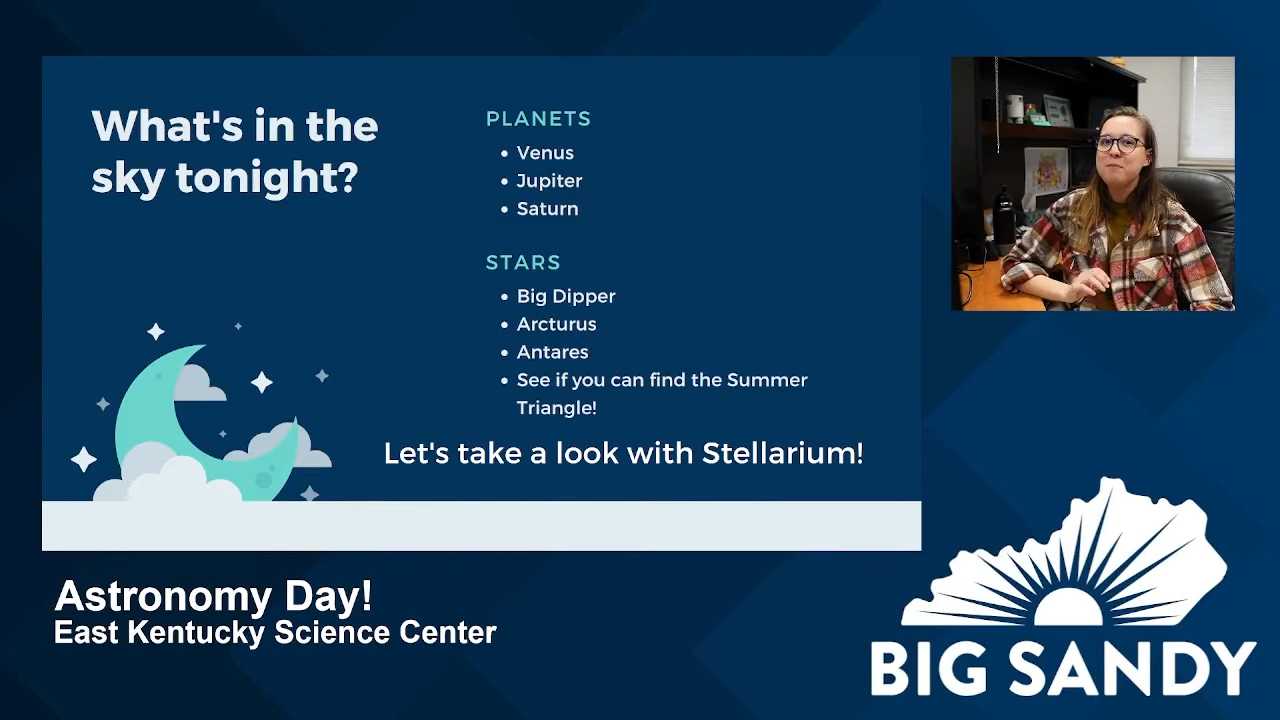 What's in the
sky tonight?
PLANETS
Venus
Jupiter
Saturn
STARS
Big Dipper
Arcturus
Antares
See if you can find the Summer
Triangle!
Let's take a look with Stellarium!
Astronomy Day!
East Kentucky Science Center
BIG SANDY